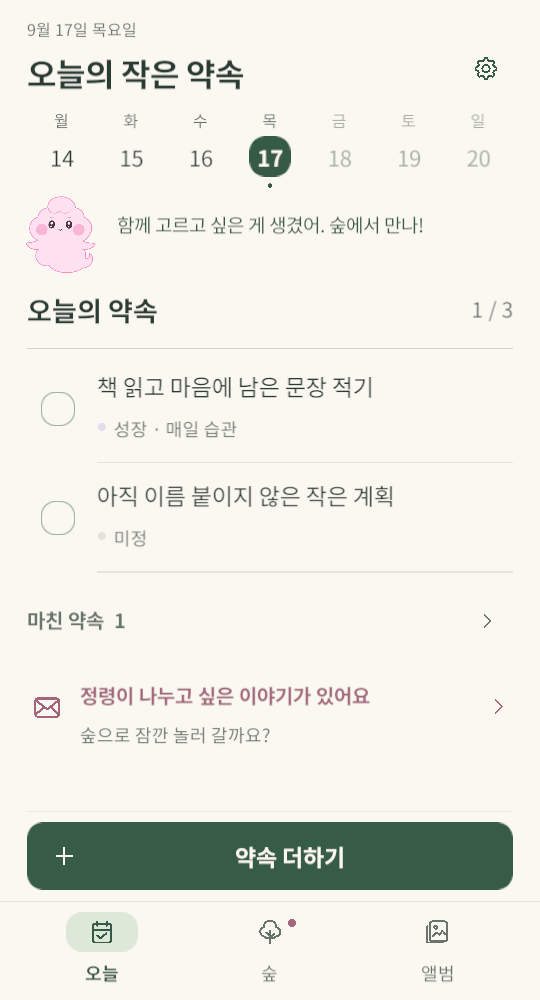 9월 17일 목요일
오늘의 작은 약속
월 화 수 목 금 토 일
14 15 16 17 18 19 20
함께 고르고 싶은 게 생겼어. 숲에서 만나!
오늘의 약속 1 / 3
책 읽고 마음에 남은 문장 적기
성장 · 매일 습관
아직 이름 붙이지 않은 작은 계획
미정
마친 약속 1
정령이 나누고 싶은 이야기가 있어요
숲으로 잠깐 놀러 갈까요?
약속 더하기
오늘 숲 앨범